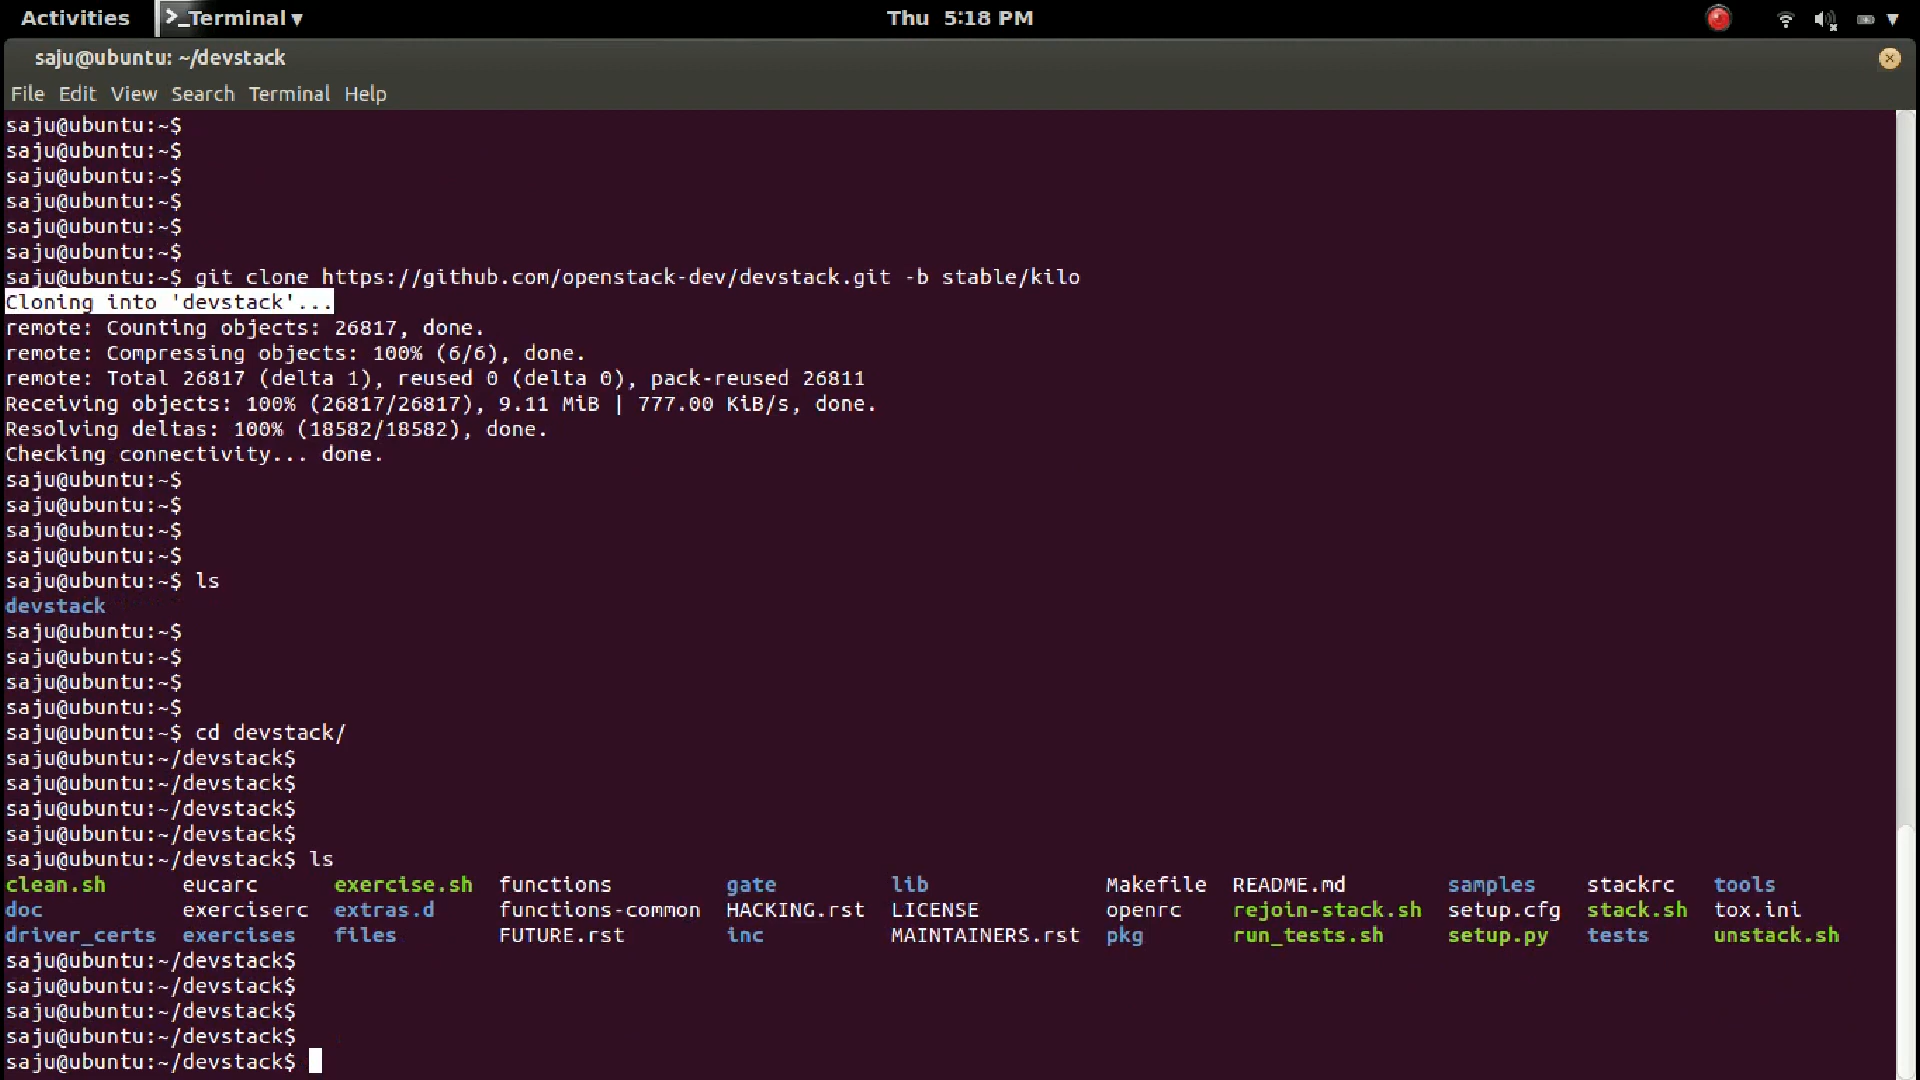 Activities >_Terminal ▾ Thu 5:18 PM
saju@ubuntu: ~/devstack
File Edit View Search Terminal Help
saju@ubuntu:~$
saju@ubuntu:~$
saju@ubuntu:~$
saju@ubuntu:~$
saju@ubuntu:~$
saju@ubuntu:~$
saju@ubuntu:~$ git clone https://github.com/openstack-dev/devstack.git -b stable/kilo
Cloning into 'devstack'...
remote: Counting objects: 26817, done.
remote: Compressing objects: 100% (6/6), done.
remote: Total 26817 (delta 1), reused 0 (delta 0), pack-reused 26811
Receiving objects: 100% (26817/26817), 9.11 MiB | 777.00 KiB/s, done.
Resolving deltas: 100% (18582/18582), done.
Checking connectivity... done.
saju@ubuntu:~$
saju@ubuntu:~$
saju@ubuntu:~$
saju@ubuntu:~$
saju@ubuntu:~$ ls
devstack
saju@ubuntu:~$
saju@ubuntu:~$
saju@ubuntu:~$
saju@ubuntu:~$
saju@ubuntu:~$ cd devstack/
saju@ubuntu:~/devstack$
saju@ubuntu:~/devstack$
saju@ubuntu:~/devstack$
saju@ubuntu:~/devstack$
saju@ubuntu:~/devstack$ ls
clean.sh eucarc exercise.sh functions gate lib Makefile README.md samples stackrc tools
doc exerciserc extras.d functions-common HACKING.rst LICENSE openrc rejoin-stack.sh setup.cfg stack.sh tox.ini
driver_certs exercises files FUTURE.rst inc MAINTAINERS.rst pkg run_tests.sh setup.py tests unstack.sh
saju@ubuntu:~/devstack$
saju@ubuntu:~/devstack$
saju@ubuntu:~/devstack$
saju@ubuntu:~/devstack$
saju@ubuntu:~/devstack$